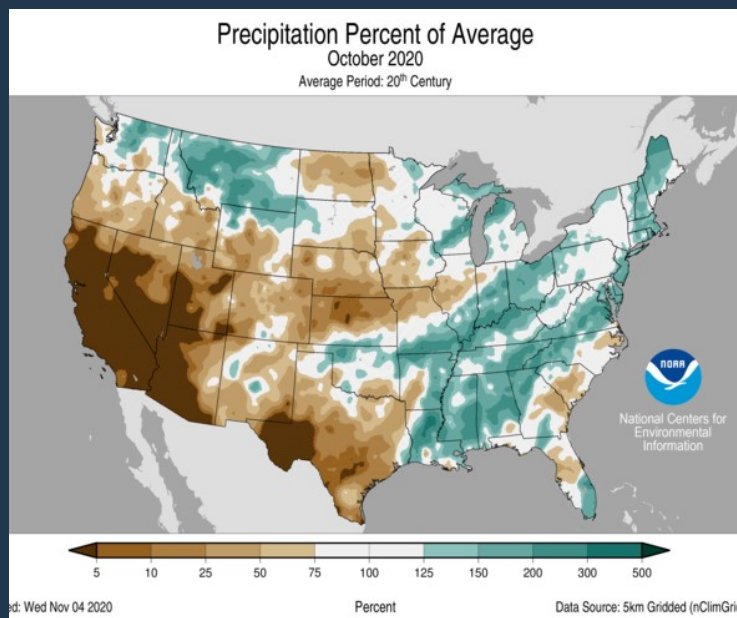 Precipitation Percent of Average
October 2020
Average Period: 20th Century
NOAA
National Centers for
Environmental
Information
5 10 25 50 75 100 125 150 200 300 500
ed: Wed Nov 04 2020 Percent Data Source: 5km Gridded (nClimGri